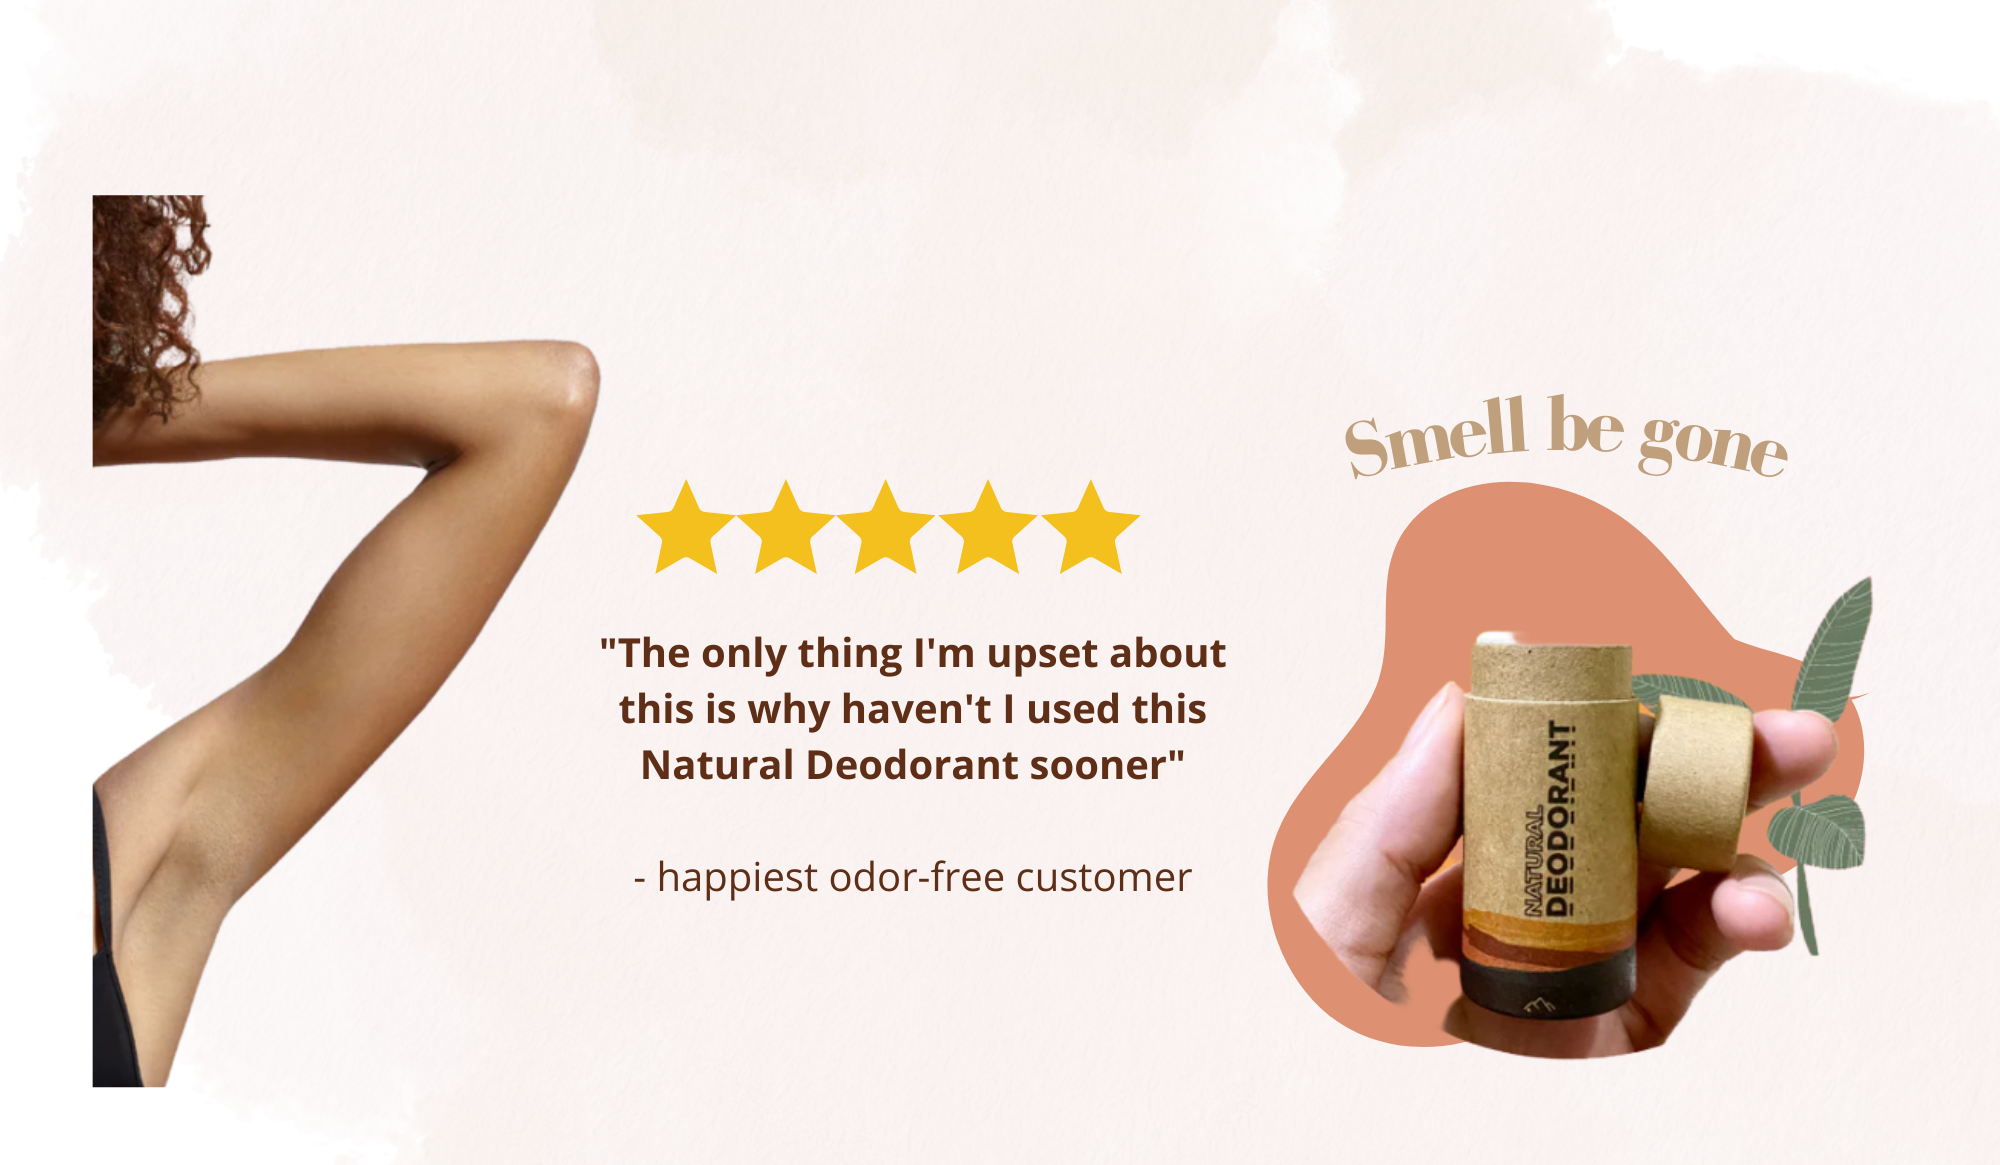 Smell be gone
"The only thing I'm upset about
this is why haven't I used this
Natural Deodorant sooner"
- happiest odor-free customer
NATURAL
DEODORANT